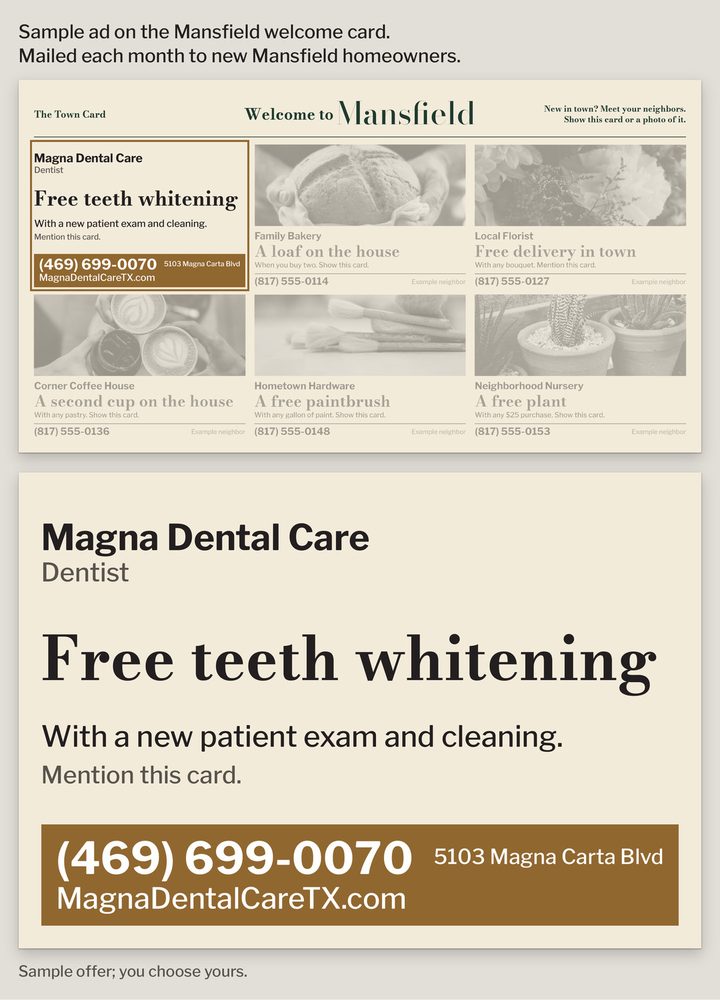 Sample ad on the Mansfield welcome card.
Mailed each month to new Mansfield homeowners.
The Town Card
Welcome to Mansfield
New in town? Meet your neighbors.
Show this card or a photo of it.
Magna Dental Care
Dentist
Free teeth whitening
With a new patient exam and cleaning.
Mention this card.
(469) 699-0070 5103 Magna Carta Blvd
MagnaDentalCareTX.com
Family Bakery
A loaf on the house
When you buy two. Show this card.
(817) 555-0114 Example neighbor
Local Florist
Free delivery in town
With any bouquet. Mention this card.
(817) 555-0127 Example neighbor
Corner Coffee House
A second cup on the house
With any pastry. Show this card.
(817) 555-0136 Example neighbor
Hometown Hardware
A free paintbrush
With any gallon of paint. Show this card.
(817) 555-0148 Example neighbor
Neighborhood Nursery
A free plant
With any $25 purchase. Show this card.
(817) 555-0153 Example neighbor
Magna Dental Care
Dentist
Free teeth whitening
With a new patient exam and cleaning.
Mention this card.
(469) 699-0070 5103 Magna Carta Blvd
MagnaDentalCareTX.com
Sample offer; you choose yours.